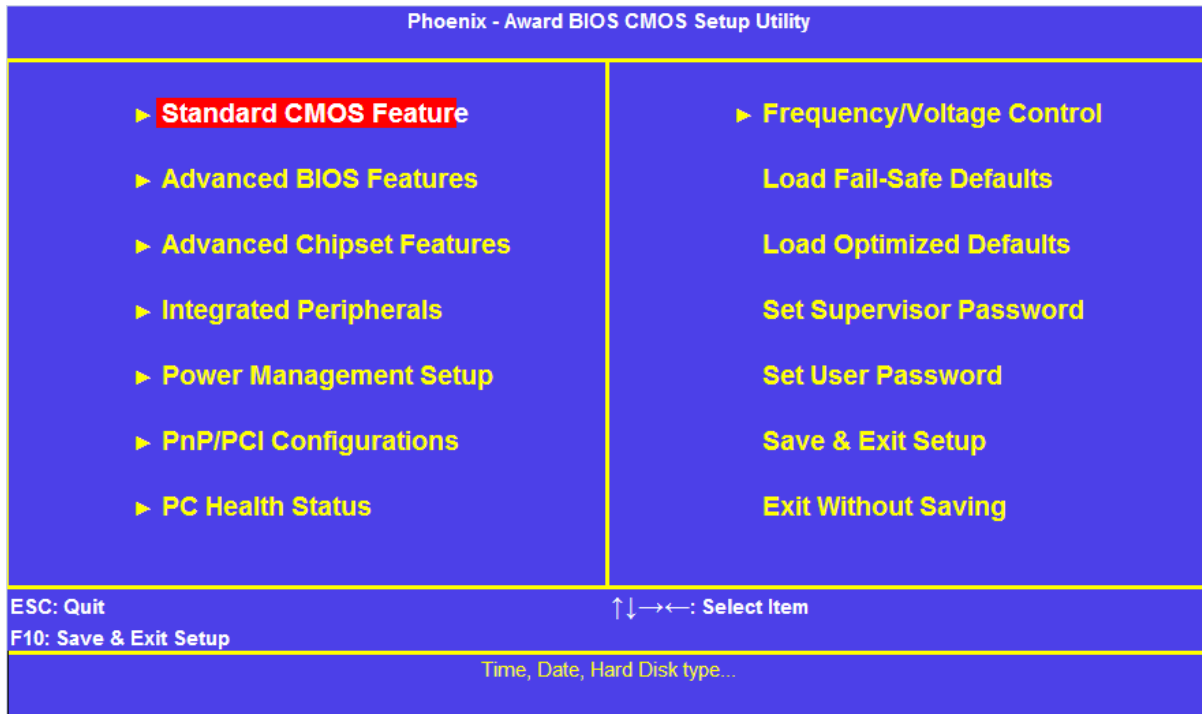 Phoenix - Award BIOS CMOS Setup Utility
► Standard CMOS Feature
► Advanced BIOS Features
► Advanced Chipset Features
► Integrated Peripherals
► Power Management Setup
► PnP/PCI Configurations
► PC Health Status
► Frequency/Voltage Control
Load Fail-Safe Defaults
Load Optimized Defaults
Set Supervisor Password
Set User Password
Save & Exit Setup
Exit Without Saving
ESC: Quit
↑↓→←: Select Item
F10: Save & Exit Setup
Time, Date, Hard Disk type...